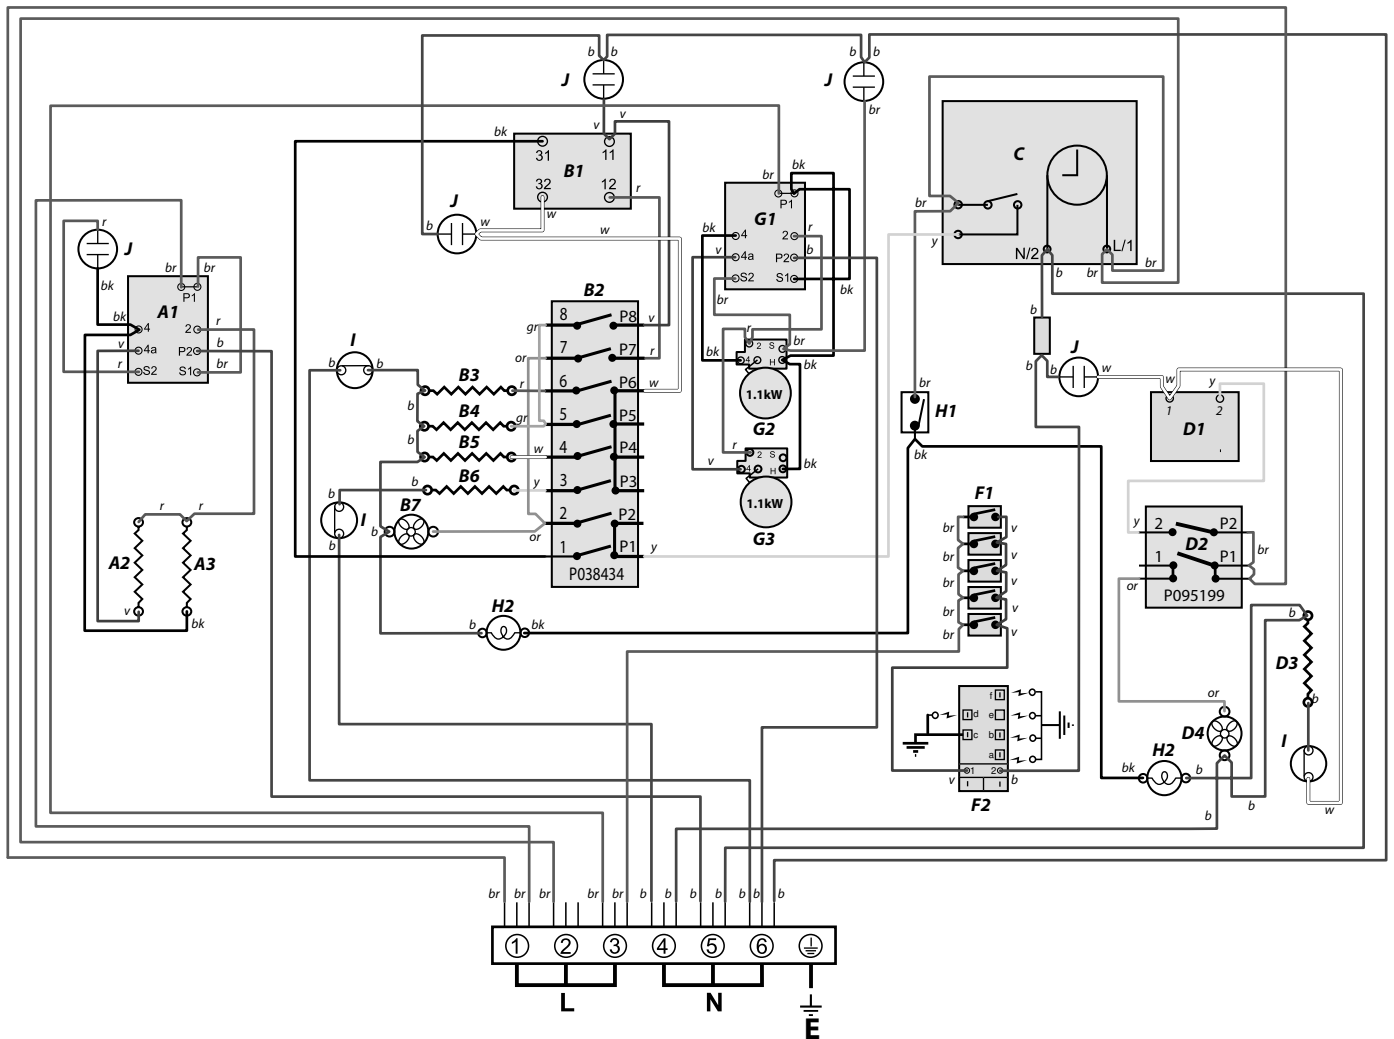 b b
b b
J
J
br
v
v
bk
31
11
B1
32
12
r
w
J
b
w
w
r
J
br
br
P1
bk
A1
bk
4
2
r
v
4a
P2
b
r
S2
S1
br
br
bk
P1
G1
bk
4
2
r
v
4a
P2
b
S2
S1
br
bk
r
2
S
br
bk
4
H
bk
1.1kW
G2
r
2
S
v
4
H
bk
1.1kW
G3
C
br
br
y
N/2
L/1
b
br
br
b
b
b
J
w
w
w
y
1
2
D1
B2
gr
8
P8
v
or
7
P7
r
I
b
b
B3
r
6
P6
w
b
B4
gr
5
P5
b
B5
w
4
P4
B6
b
y
3
P3
b
I
B7
b
or
2
P2
b
1
P1
y
P038434
br
H1
bk
F1
br
v
br
v
br
v
br
v
br
v
y
2
P2
D2
br
1
P1
or
P095199
r
r
A2
A3
v
bk
H2
b
bk
b
D3
b
or
D4
I
f
d
e
c
b
a
v
1
2
b
F2
H2
bk
b
b
b
w
br
br
br
br
br
b
b
b
b
b
b
b
1
2
3
4
5
6
L
N
E